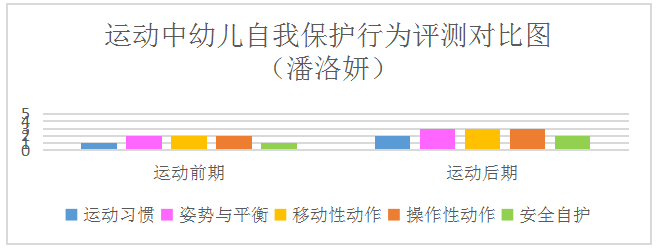 运动中幼儿自我保护行为评测对比图
（潘洛妍）
5
4
3
2
1
0
运动前期
运动后期
运动习惯 姿势与平衡 移动性动作 操作性动作 安全自护